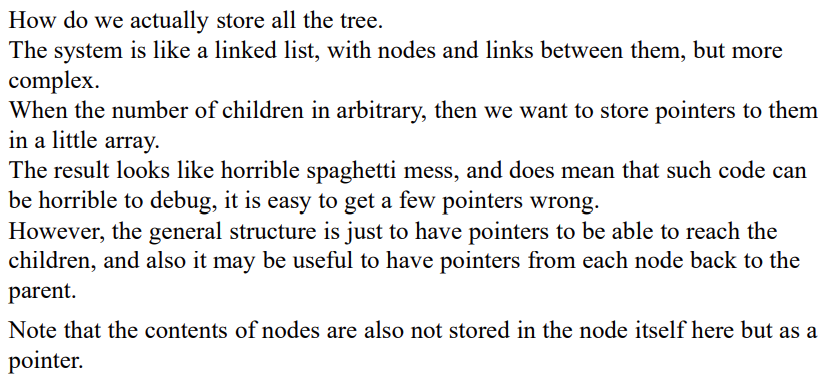 How do we actually store all the tree.
The system is like a linked list, with nodes and links between them, but more
complex.
When the number of children in arbitrary, then we want to store pointers to them
in a little array.
The result looks like horrible spaghetti mess, and does mean that such code can
be horrible to debug, it is easy to get a few pointers wrong.
However, the general structure is just to have pointers to be able to reach the
children, and also it may be useful to have pointers from each node back to the
parent.
Note that the contents of nodes are also not stored in the node itself here but as a
pointer.